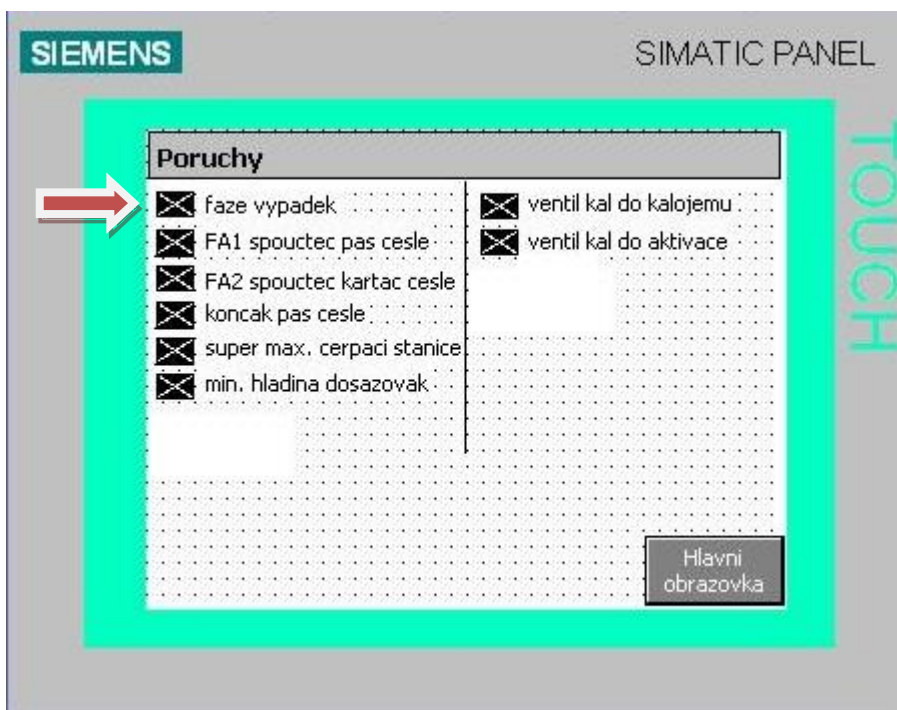 SIEMENS
SIMATIC PANEL
TOUCH
Poruchy
faze vypadek
FA1 spouctec pas cesle
FA2 spouctec kartac cesle
koncak pas cesle
super max. cerpaci stanice
min. hladina dosazovak
ventil kal do kalojemu
ventil kal do aktivace
Hlavni
obrazovka